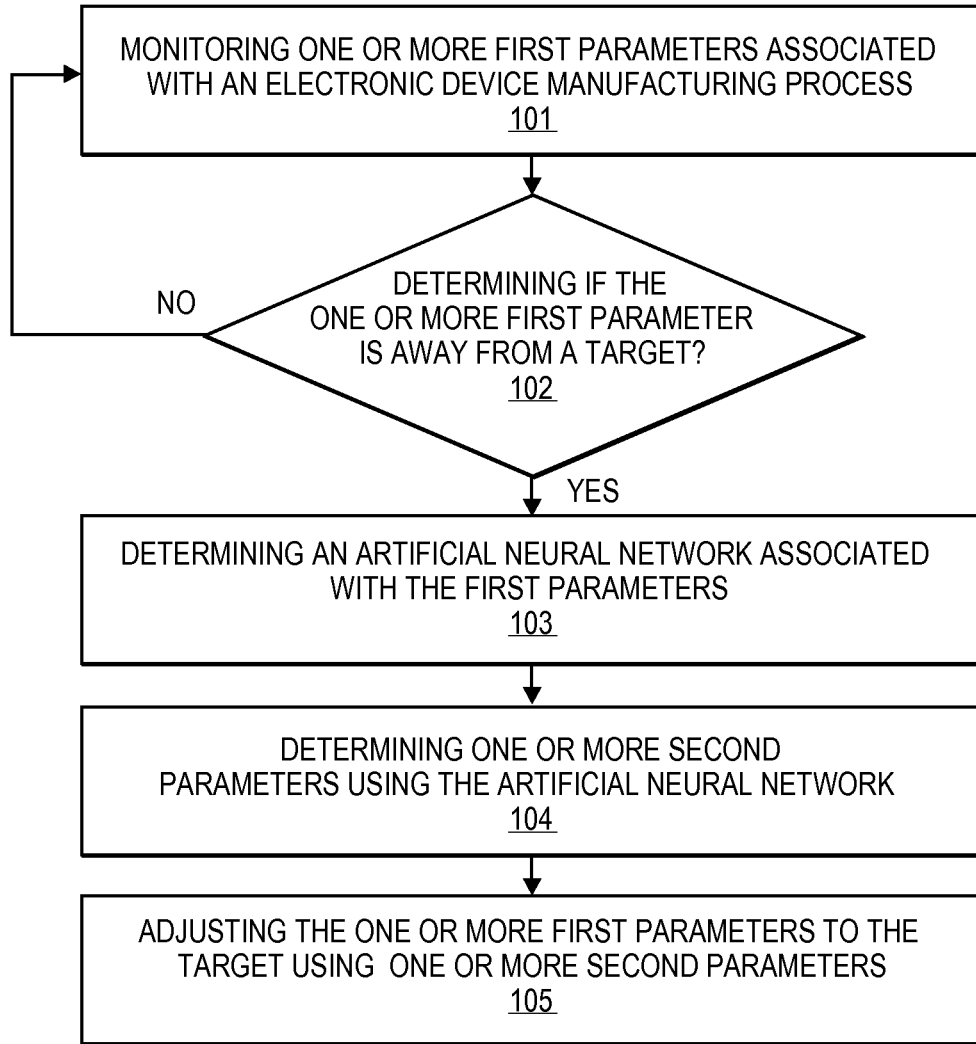 MONITORING ONE OR MORE FIRST PARAMETERS ASSOCIATED
WITH AN ELECTRONIC DEVICE MANUFACTURING PROCESS
101
DETERMINING IF THE
ONE OR MORE FIRST PARAMETER
IS AWAY FROM A TARGET?
102
NO
YES
DETERMINING AN ARTIFICIAL NEURAL NETWORK ASSOCIATED
WITH THE FIRST PARAMETERS
103
DETERMINING ONE OR MORE SECOND
PARAMETERS USING THE ARTIFICIAL NEURAL NETWORK
104
ADJUSTING THE ONE OR MORE FIRST PARAMETERS TO THE
TARGET USING ONE OR MORE SECOND PARAMETERS
105